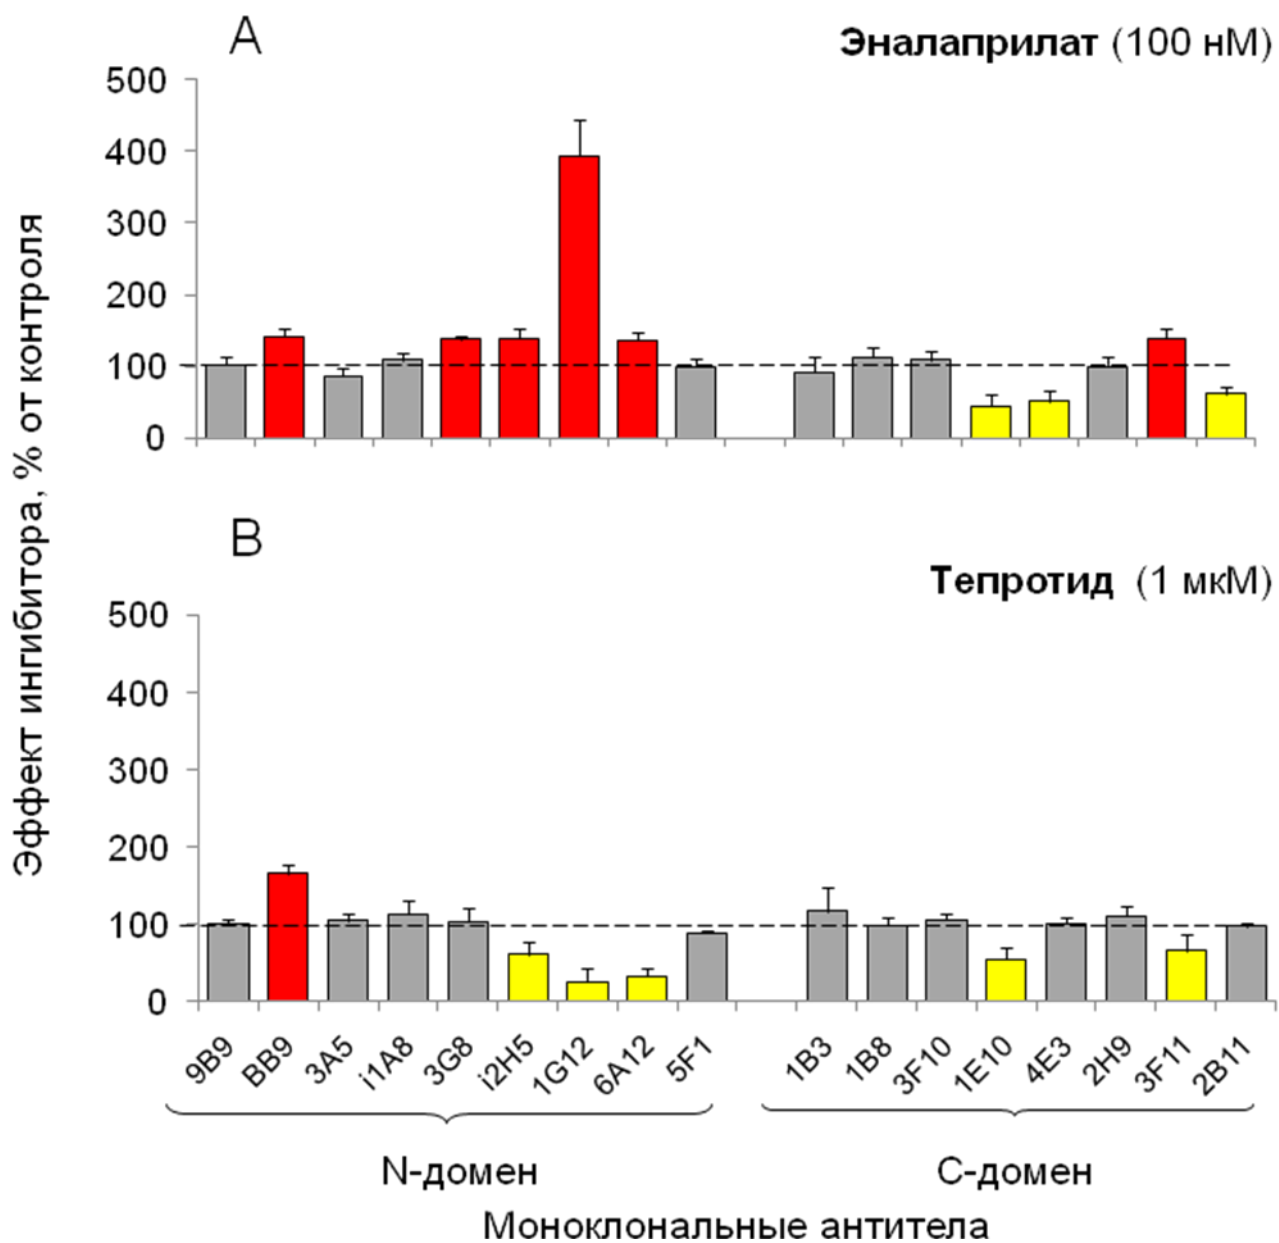 A
Эналаприлат (100 нМ)
500
400
300
200
100
0
Эффект ингибитора, % от контроля
B
Тепротид (1 мкМ)
500
400
300
200
100
0
9B9 BB9 3A5 i1A8 3G8 i2H5 1G12 6A12 5F1 1B3 1B8 3F10 1E10 4E3 2H9 3F11 2B11
N-домен C-домен
Моноклональные антитела